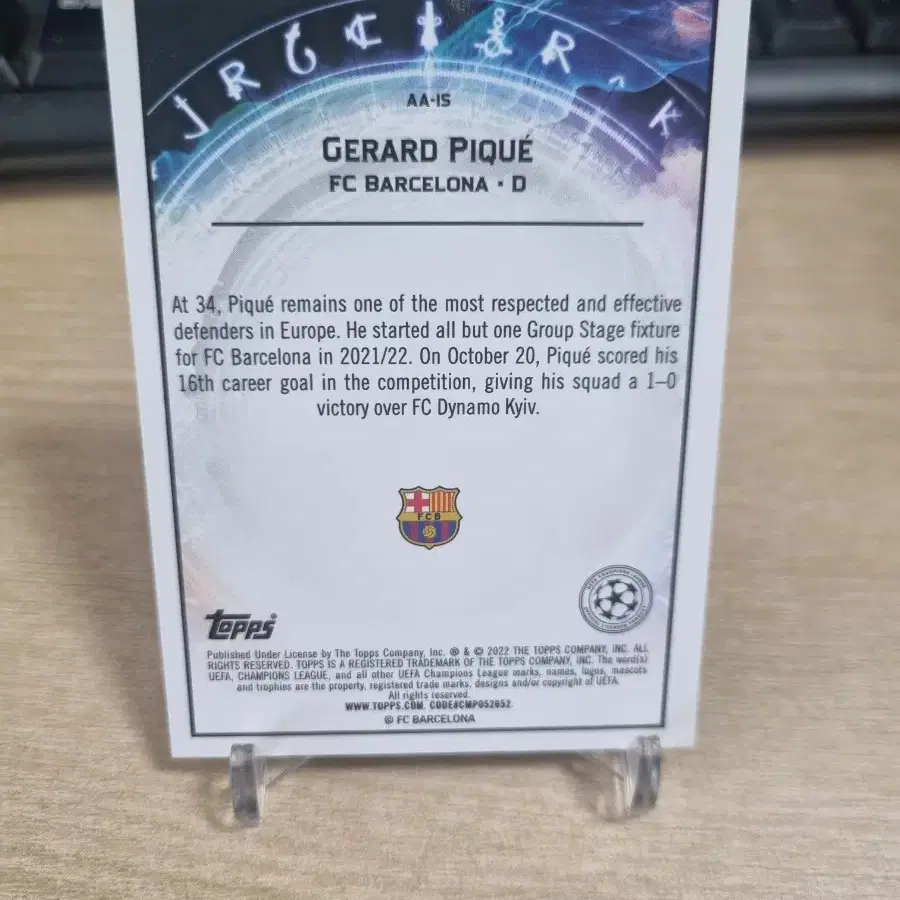 AA-15
GERARD PIQUÉ
FC BARCELONA · D
At 34, Piqué remains one of the most respected and effective
defenders in Europe. He started all but one Group Stage fixture
for FC Barcelona in 2021/22. On October 20, Piqué scored his
16th career goal in the competition, giving his squad a 1–0
victory over FC Dynamo Kyiv.
FCB
topps
Published Under License by The Topps Company, Inc. ® & © 2022 THE TOPPS COMPANY, INC. ALL
RIGHTS RESERVED. TOPPS IS A REGISTERED TRADEMARK OF THE TOPPS COMPANY, INC. The word(s)
UEFA, CHAMPIONS LEAGUE, and all other UEFA Champions League marks, names, logos, mascots
and trophies are the property, registered trade marks, designs and/or copyright of UEFA.
All rights reserved.
WWW.TOPPS.COM. CODE#CMP052652
© FC BARCELONA